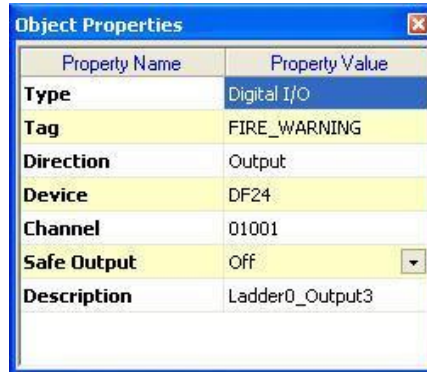 Object Properties
Property Name Property Value
Type Digital I/O
Tag FIRE_WARNING
Direction Output
Device DF24
Channel 01001
Safe Output Off
Description Ladder0_Output3